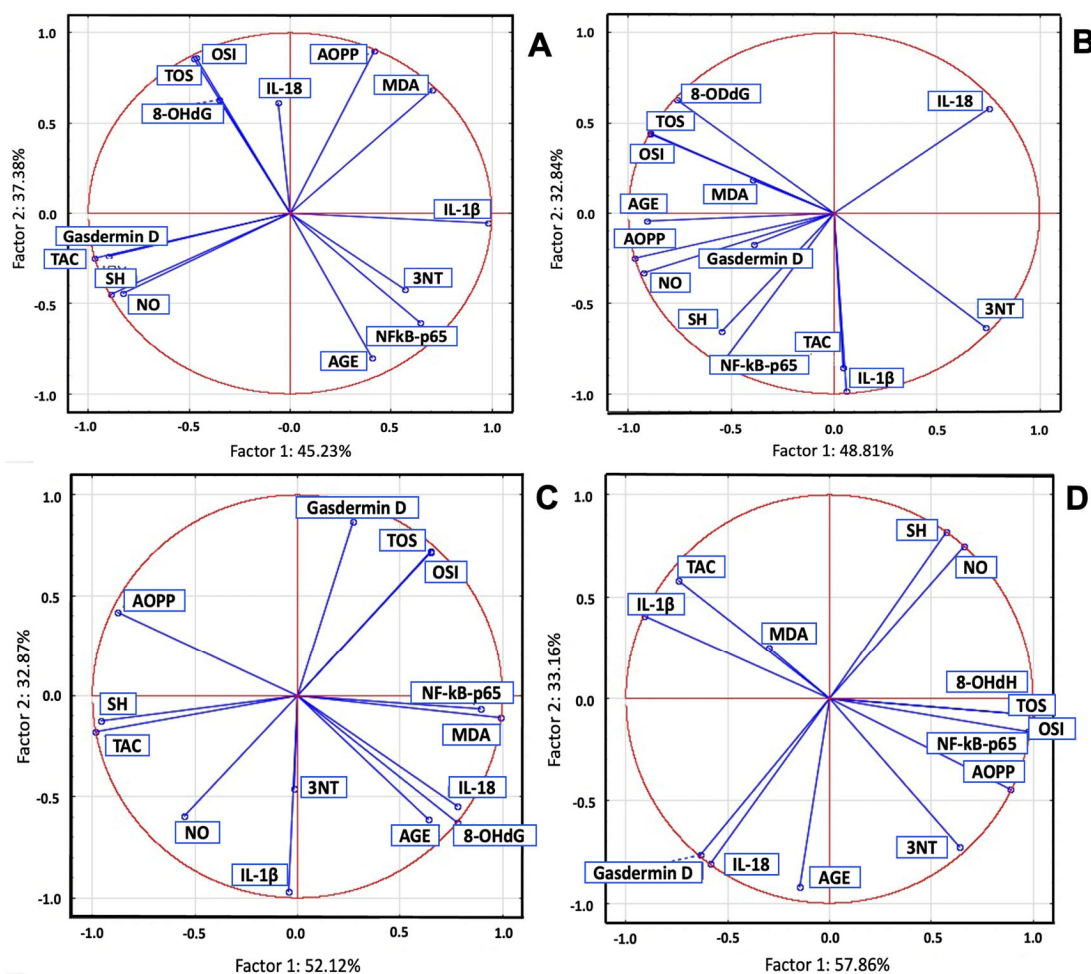 A
1.0
OSI
AOPP
TOS
IL-18
MDA
8-OHdG
0.5
Factor 2: 37.38%
0.0
IL-1β
Gasdermin D
TAC
SH
NO
3NT
-0.5
NFkB-p65
AGE
-1.0
-1.0 -0.5 0.0 0.5 1.0
Factor 1: 45.23%
B
1.0
8-ODdG
IL-18
0.5
TOS
OSI
MDA
AGE
Factor 2: 32.84%
0.0
AOPP
Gasdermin D
NO
SH
3NT
-0.5
TAC
NF-kB-p65
IL-1β
-1.0
-1.0 -0.5 0.0 0.5 1.0
Factor 1: 48.81%
C
1.0
Gasdermin D
TOS
OSI
0.5
AOPP
Factor 2: 32.87%
0.0
NF-kB-p65
SH
MDA
TAC
3NT
IL-18
-0.5
NO
AGE
8-OHdG
IL-1β
-1.0
-1.0 -0.5 0.0 0.5 1.0
Factor 1: 52.12%
D
1.0
SH
NO
TAC
0.5
IL-1β
MDA
8-OHdH
Factor 2: 33.16%
0.0
TOS
OSI
NF-kB-p65
AOPP
-0.5
3NT
Gasdermin D
IL-18
AGE
-1.0
-1.0 -0.5 0.0 0.5 1.0
Factor 1: 57.86%